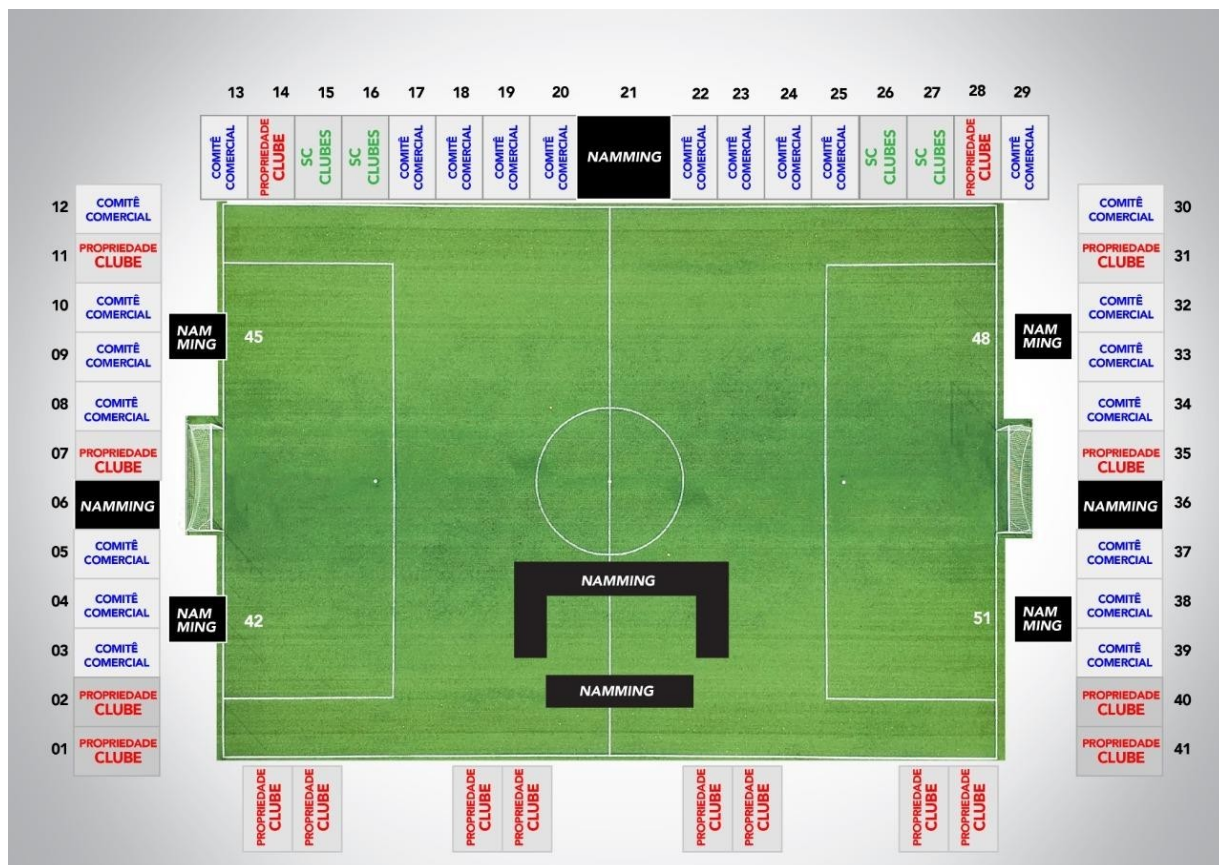 13 14 15 16 17 18 19 20 21 22 23 24 25 26 27 28 29
COMITÊ
COMERCIAL
PROPRIEDADE
CLUBE
SC
CLUBES
SC
CLUBES
COMITÊ
COMERCIAL
COMITÊ
COMERCIAL
COMITÊ
COMERCIAL
COMITÊ
COMERCIAL
NAMMING
COMITÊ
COMERCIAL
COMITÊ
COMERCIAL
COMITÊ
COMERCIAL
COMITÊ
COMERCIAL
SC
CLUBES
SC
CLUBES
PROPRIEDADE
CLUBE
COMITÊ
COMERCIAL
12 COMITÊ
COMERCIAL
11 PROPRIEDADE
CLUBE
10 COMITÊ
COMERCIAL
09 COMITÊ
COMERCIAL
08 COMITÊ
COMERCIAL
07 PROPRIEDADE
CLUBE
06 NAMMING
05 COMITÊ
COMERCIAL
04 COMITÊ
COMERCIAL
03 COMITÊ
COMERCIAL
02 PROPRIEDADE
CLUBE
01 PROPRIEDADE
CLUBE
NAM
MING
45
NAM
MING
42
NAMMING
NAMMING
48
NAM
MING
51
NAM
MING
COMITÊ
COMERCIAL 30
PROPRIEDADE
CLUBE 31
COMITÊ
COMERCIAL 32
COMITÊ
COMERCIAL 33
COMITÊ
COMERCIAL 34
PROPRIEDADE
CLUBE 35
NAMMING 36
COMITÊ
COMERCIAL 37
COMITÊ
COMERCIAL 38
COMITÊ
COMERCIAL 39
PROPRIEDADE
CLUBE 40
PROPRIEDADE
CLUBE 41
PROPRIEDADE
CLUBE
PROPRIEDADE
CLUBE
PROPRIEDADE
CLUBE
PROPRIEDADE
CLUBE
PROPRIEDADE
CLUBE
PROPRIEDADE
CLUBE
PROPRIEDADE
CLUBE
PROPRIEDADE
CLUBE